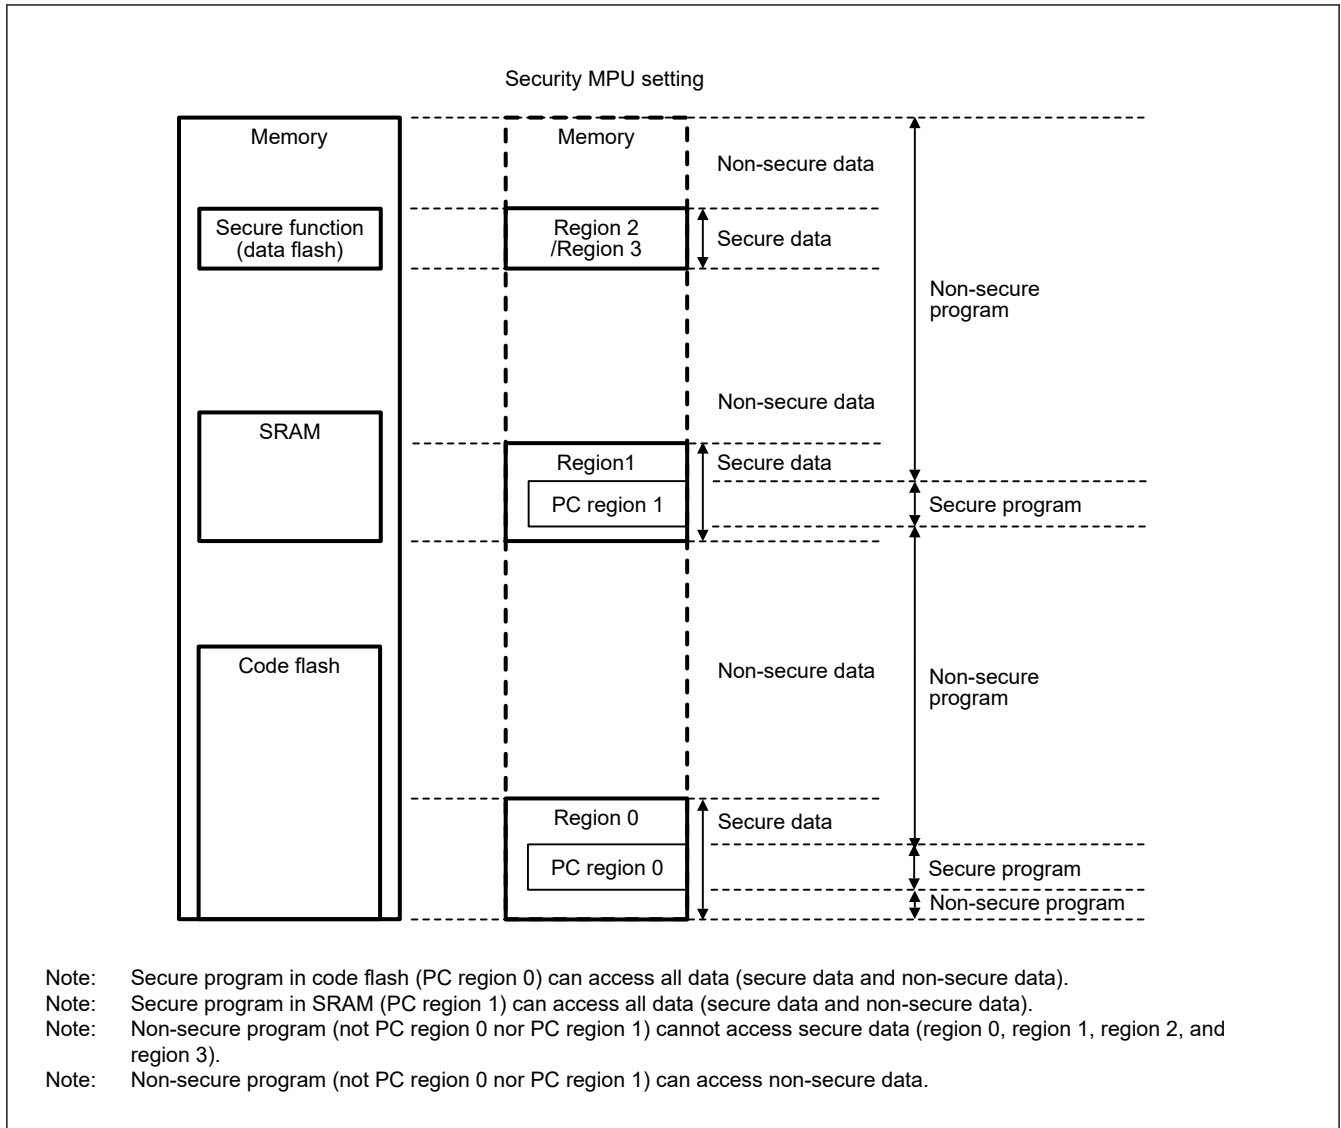 Security MPU setting
Memory
Memory
Non-secure data
Secure function
(data flash)
Region 2
/Region 3
Secure data
Non-secure
program
Non-secure data
SRAM
Region1
Secure data
PC region 1
Secure program
Code flash
Non-secure data
Non-secure
program
Region 0
Secure data
PC region 0
Secure program
Non-secure program
Note: Secure program in code flash (PC region 0) can access all data (secure data and non-secure data).
Note: Secure program in SRAM (PC region 1) can access all data (secure data and non-secure data).
Note: Non-secure program (not PC region 0 nor PC region 1) cannot access secure data (region 0, region 1, region 2, and
region 3).
Note: Non-secure program (not PC region 0 nor PC region 1) can access non-secure data.